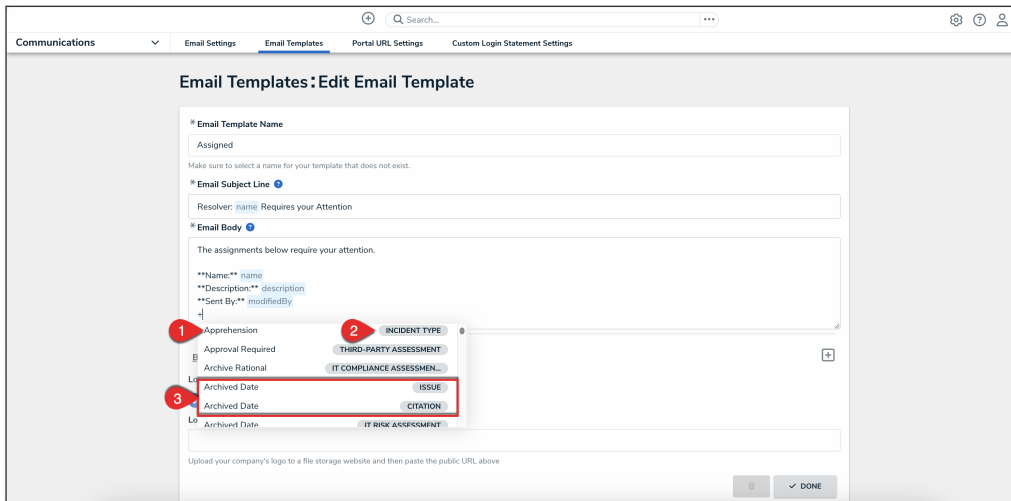 Search...
Communications
Email Settings
Email Templates
Portal URL Settings
Custom Login Statement Settings
Email Templates: Edit Email Template
* Email Template Name
Assigned
Make sure to select a name for your template that does not exist.
* Email Subject Line ?
Resolver: name Requires your Attention
* Email Body ?
The assignments below require your attention.
**Name:** name
**Description:** description
**Sent By:** modifiedBy
+
1 Apprehension 2 INCIDENT TYPE
Approval Required THIRD-PARTY ASSESSMENT
Archive Rational IT COMPLIANCE ASSESSMEN...
3
Archived Date ISSUE
Archived Date CITATION
Archived Date IT RISK ASSESSMENT
Upload your company's logo to a file storage website and then paste the public URL above
DONE